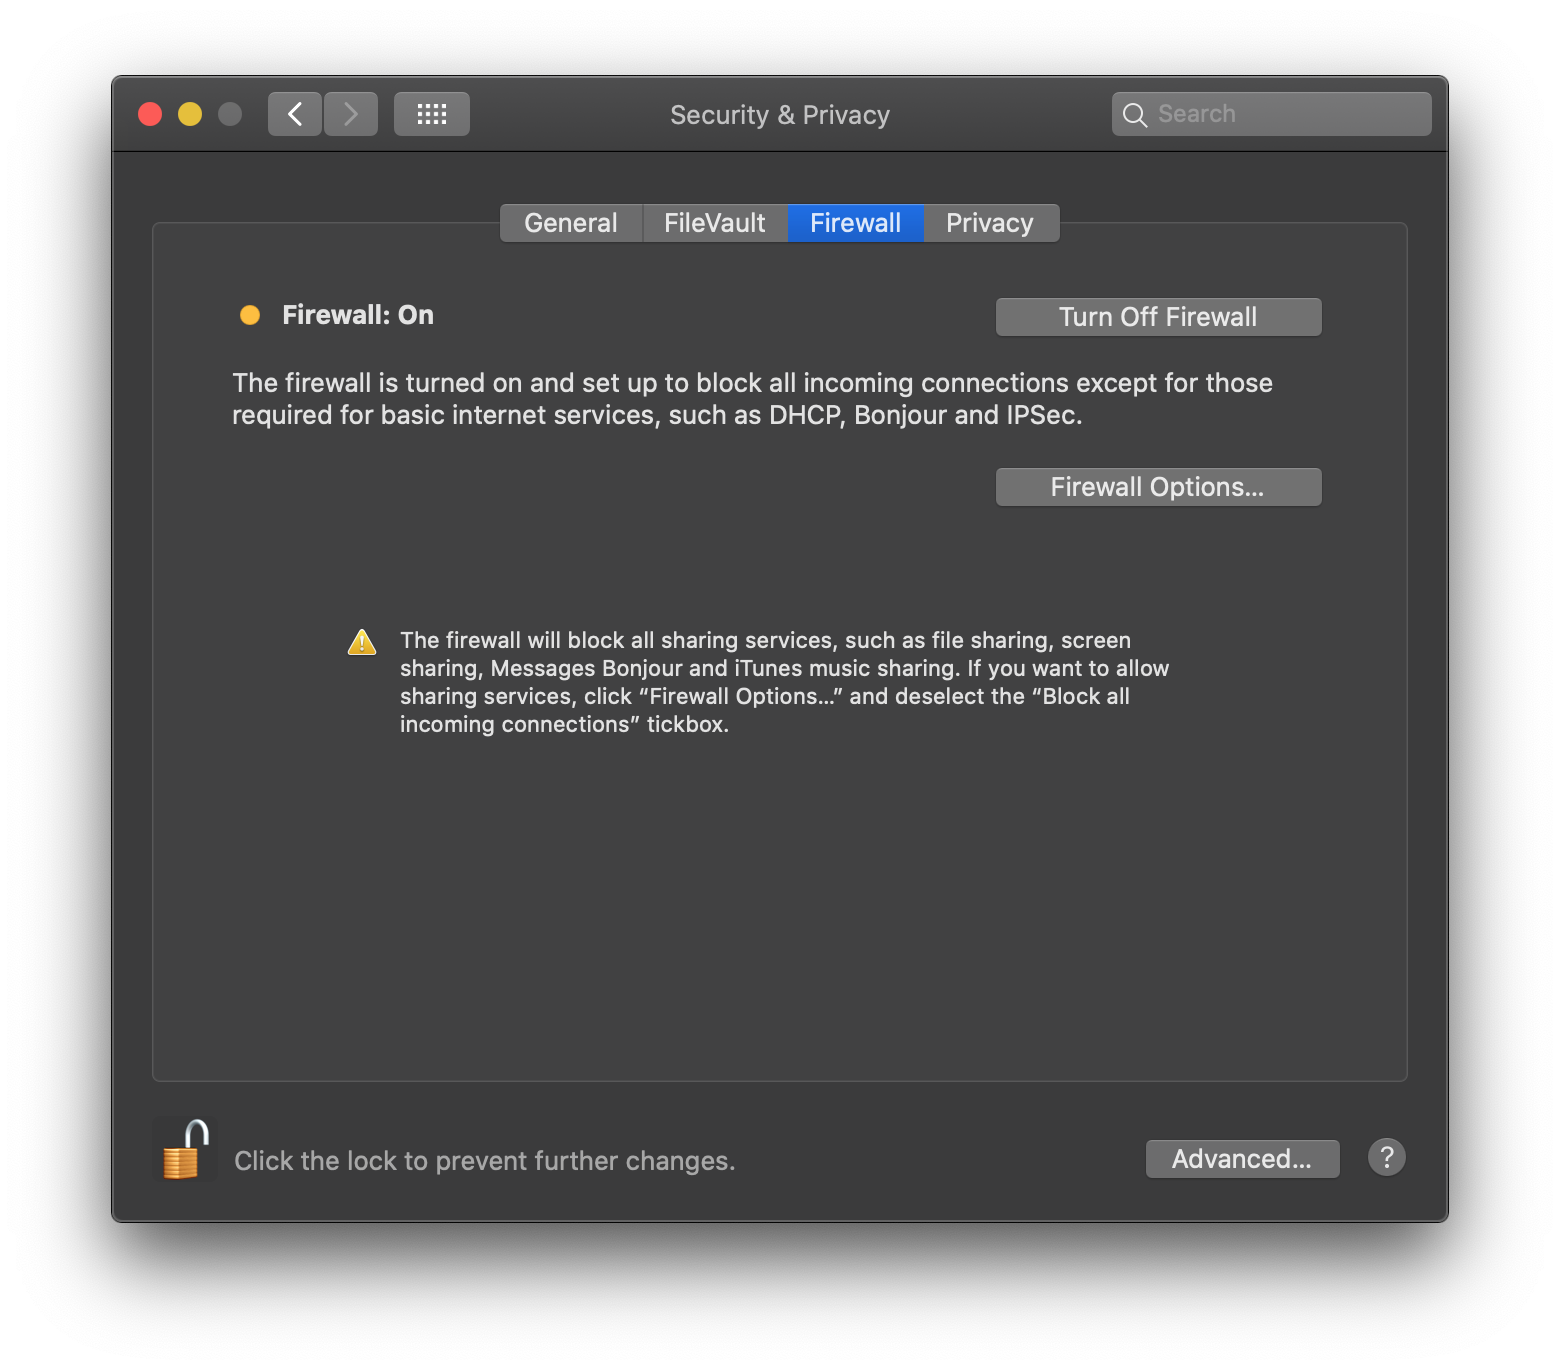 Security & Privacy
Search
General
FileVault
Firewall
Privacy
Firewall: On
Turn Off Firewall
The firewall is turned on and set up to block all incoming connections except for those
required for basic internet services, such as DHCP, Bonjour and IPSec.
Firewall Options...
The firewall will block all sharing services, such as file sharing, screen
sharing, Messages Bonjour and iTunes music sharing. If you want to allow
sharing services, click “Firewall Options...” and deselect the “Block all
incoming connections” tickbox.
Click the lock to prevent further changes.
Advanced...
?